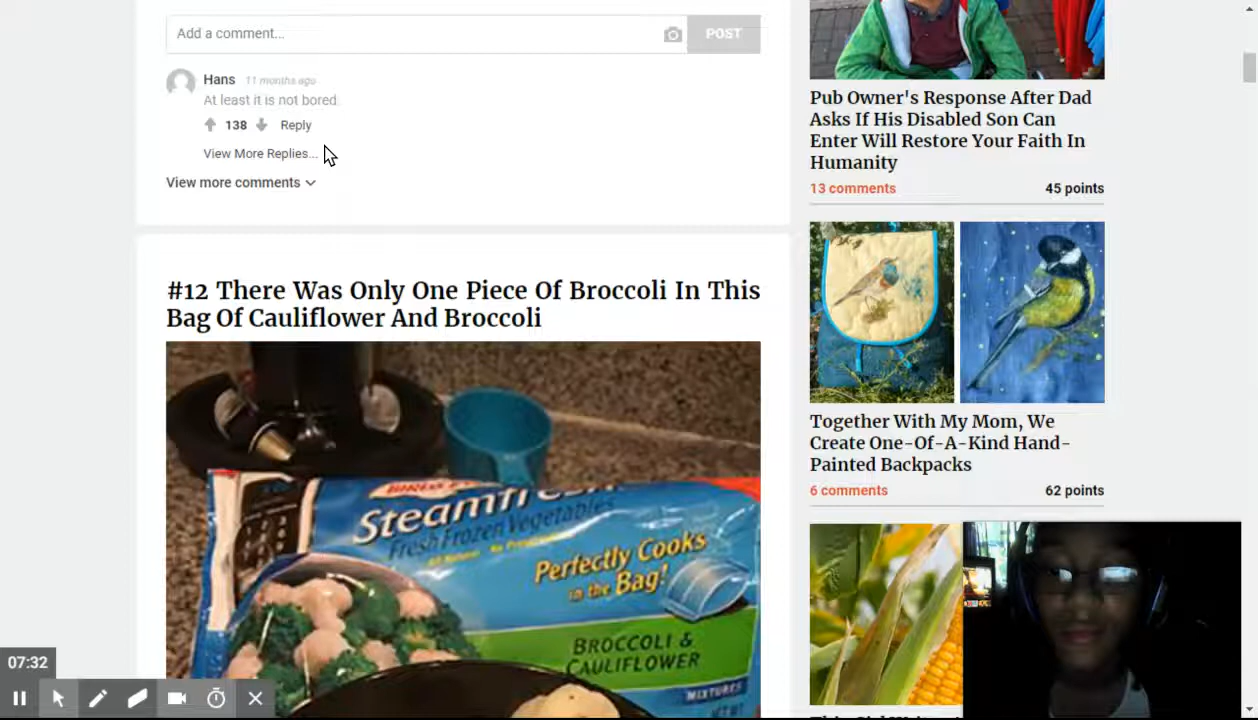 Add a comment...
POST
Hans 11 months ago
At least it is not bored.
138 Reply
View More Replies...
View more comments
#12 There Was Only One Piece Of Broccoli In This
Bag Of Cauliflower And Broccoli
Steamfresh
Fresh Frozen Vegetables
Perfectly Cooks
in the Bag!
BROCCOLI &
CAULIFLOWER
MIXTURES
07:32
Pub Owner's Response After Dad
Asks If His Disabled Son Can
Enter Will Restore Your Faith In
Humanity
13 comments 45 points
Together With My Mom, We
Create One-Of-A-Kind Hand-
Painted Backpacks
6 comments 62 points